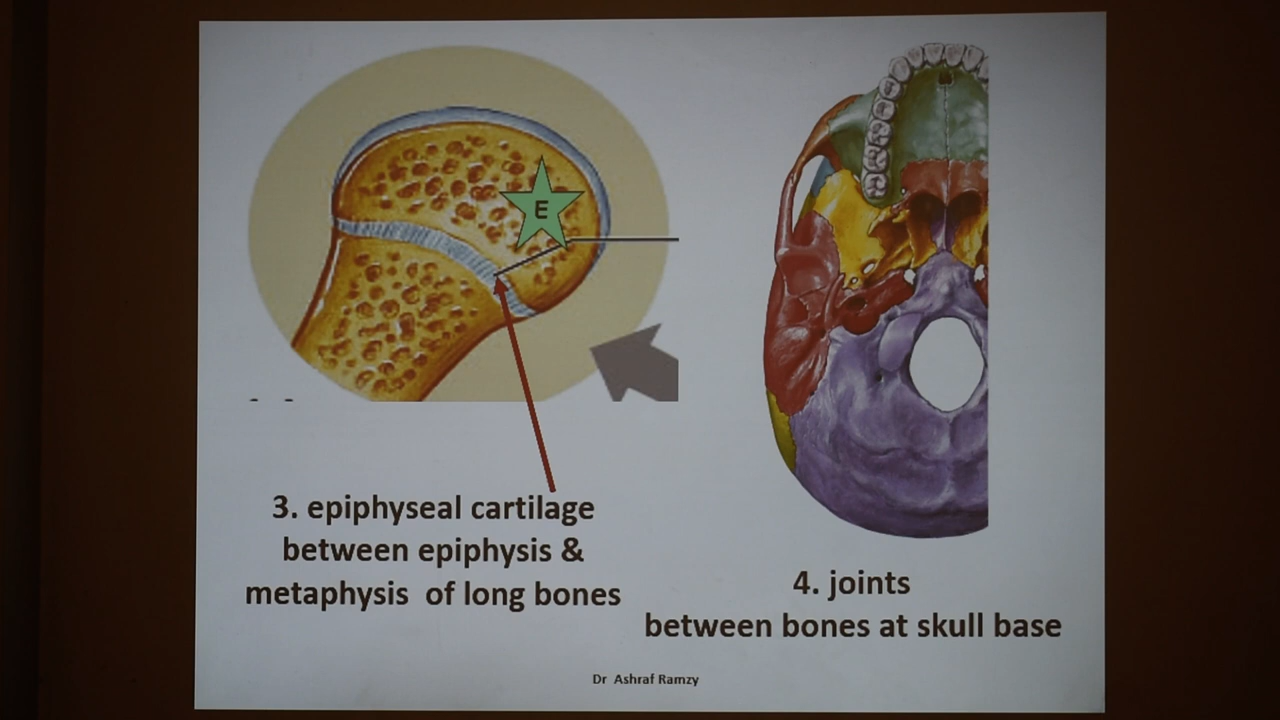 E
3. epiphyseal cartilage
between epiphysis &
metaphysis of long bones
4. joints
between bones at skull base
Dr Ashraf Ramzy